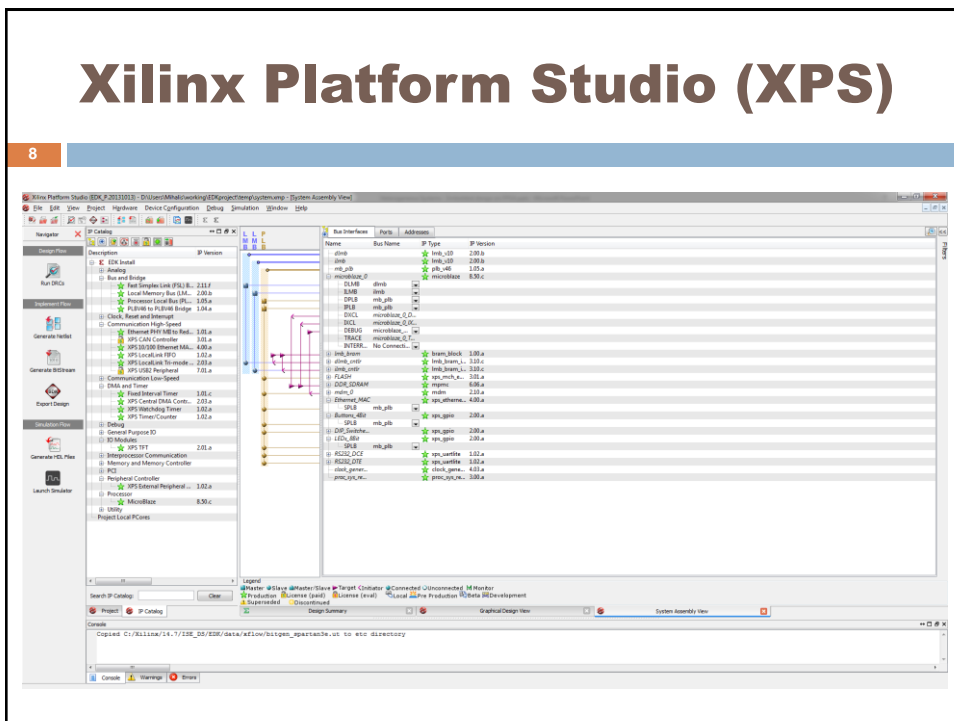 Xilinx Platform Studio (XPS)
8
Xilinx Platform Studio (EDK_P.20131013) - D:\Users\Mihalis\working\EDKproject\temp\system.xmp - [System Assembly View]
File Edit View Project Hardware Device Configuration Debug Simulation Window Help
Navigator
Design Flow
Run DRCs
Implement Flow
Generate Netlist
Generate BitStream
Export Design
Simulation Flow
Generate HDL Files
Launch Simulator
IP Catalog
Description IP Version
EDK Install
Analog
Bus and Bridge
Fast Simplex Link (FSL) B... 2.11.f
Local Memory Bus (LM... 2.00.b
Processor Local Bus (PL... 1.05.a
PLBV46 to PLBV46 Bridge 1.04.a
Clock, Reset and Interrupt
Communication High-Speed
Ethernet PHY MII to Red... 1.01.a
XPS CAN Controller 3.01.a
XPS 10/100 Ethernet MA... 4.00.a
XPS LocalLink FIFO 1.02.a
XPS LocalLink Tri-mode ... 2.03.a
XPS USB2 Peripheral 7.01.a
Communication Low-Speed
DMA and Timer
Fixed Interval Timer 1.01.c
XPS Central DMA Contr... 2.03.a
XPS Watchdog Timer 1.02.a
XPS Timer/Counter 1.02.a
Debug
General Purpose IO
IO Modules
XPS TFT 2.01.a
Interprocessor Communication
Memory and Memory Controller
PCI
Peripheral Controller
XPS External Peripheral ... 1.02.a
Processor
MicroBlaze 8.50.c
Utility
Project Local PCores
Search IP Catalog: Clear
Project IP Catalog
L L P
M M L
B B B
Bus Interfaces Ports Addresses
Name Bus Name IP Type IP Version
dlmb lmb_v10 2.00.b
ilmb lmb_v10 2.00.b
mb_plb plb_v46 1.05.a
microblaze_0 microblaze 8.50.c
DLMB dlmb
ILMB ilmb
DPLB mb_plb
IPLB mb_plb
DXCL microblaze_0_D...
IXCL microblaze_0_IX...
DEBUG microblaze_...
TRACE microblaze_0_T...
INTERR... No Connecti...
lmb_bram bram_block 1.00.a
dlmb_cntlr lmb_bram_i... 3.10.c
ilmb_cntlr lmb_bram_i... 3.10.c
FLASH xps_mch_e... 3.01.a
DDR_SDRAM mpmc 6.06.a
mdm_0 mdm 2.10.a
Ethernet_MAC xps_etherne... 4.00.a
SPLB mb_plb
Buttons_4Bit xps_gpio 2.00.a
SPLB mb_plb
DIP_Switche... xps_gpio 2.00.a
LEDs_8Bit xps_gpio 2.00.a
SPLB mb_plb
RS232_DCE xps_uartlite 1.02.a
RS232_DTE xps_uartlite 1.02.a
clock_gener... clock_gene... 4.03.a
proc_sys_re... proc_sys_re... 3.00.a
Filters
Legend
Master Slave Master/Slave Target Initiator Connected Unconnected M Monitor
Production License (paid) License (eval) Local Pre Production Beta Development
Superseded Discontinued
Design Summary Graphical Design View System Assembly View
Console
Copied C:/Xilinx/14.7/ISE_DS/EDK/data/xflow/bitgen_spartan3e.ut to etc directory
Console Warnings Errors